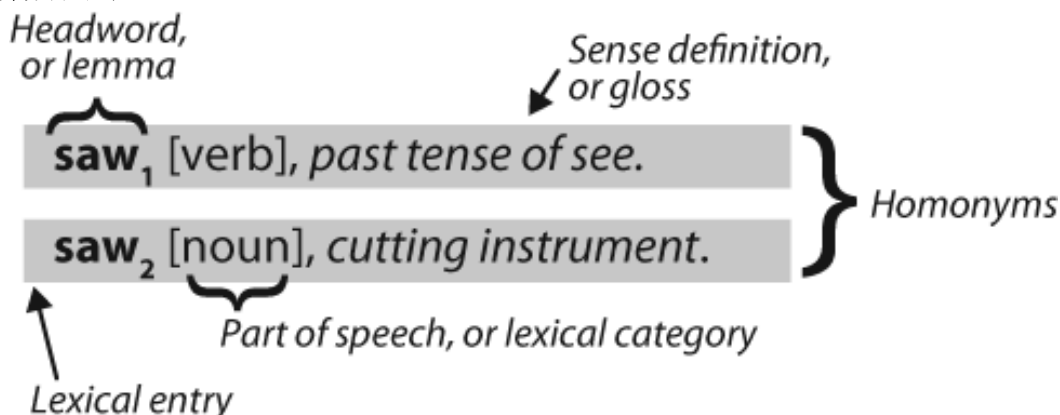 Headword,
or lemma
Sense definition,
or gloss
saw1 [verb], past tense of see.
Homonyms
saw2 [noun], cutting instrument.
Part of speech, or lexical category
Lexical entry